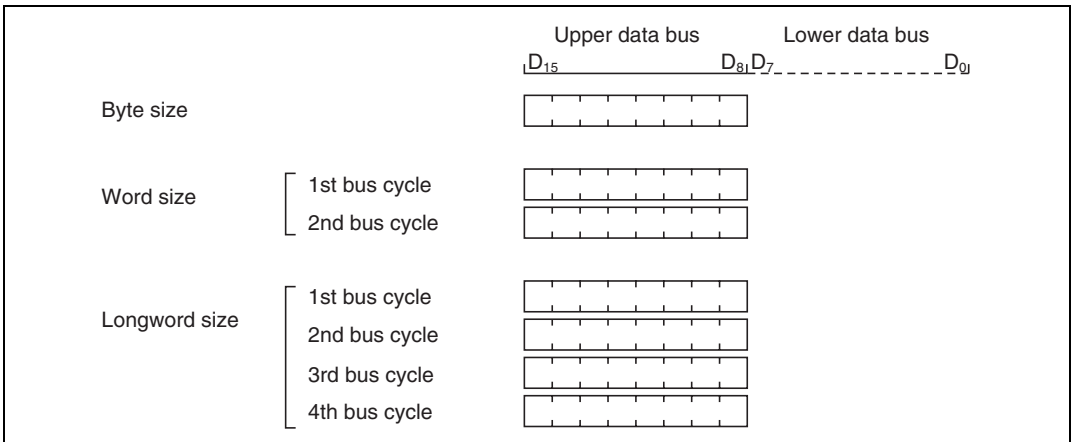 Upper data bus Lower data bus
D15 D8 D7 D0
Byte size
Word size
1st bus cycle
2nd bus cycle
Longword size
1st bus cycle
2nd bus cycle
3rd bus cycle
4th bus cycle